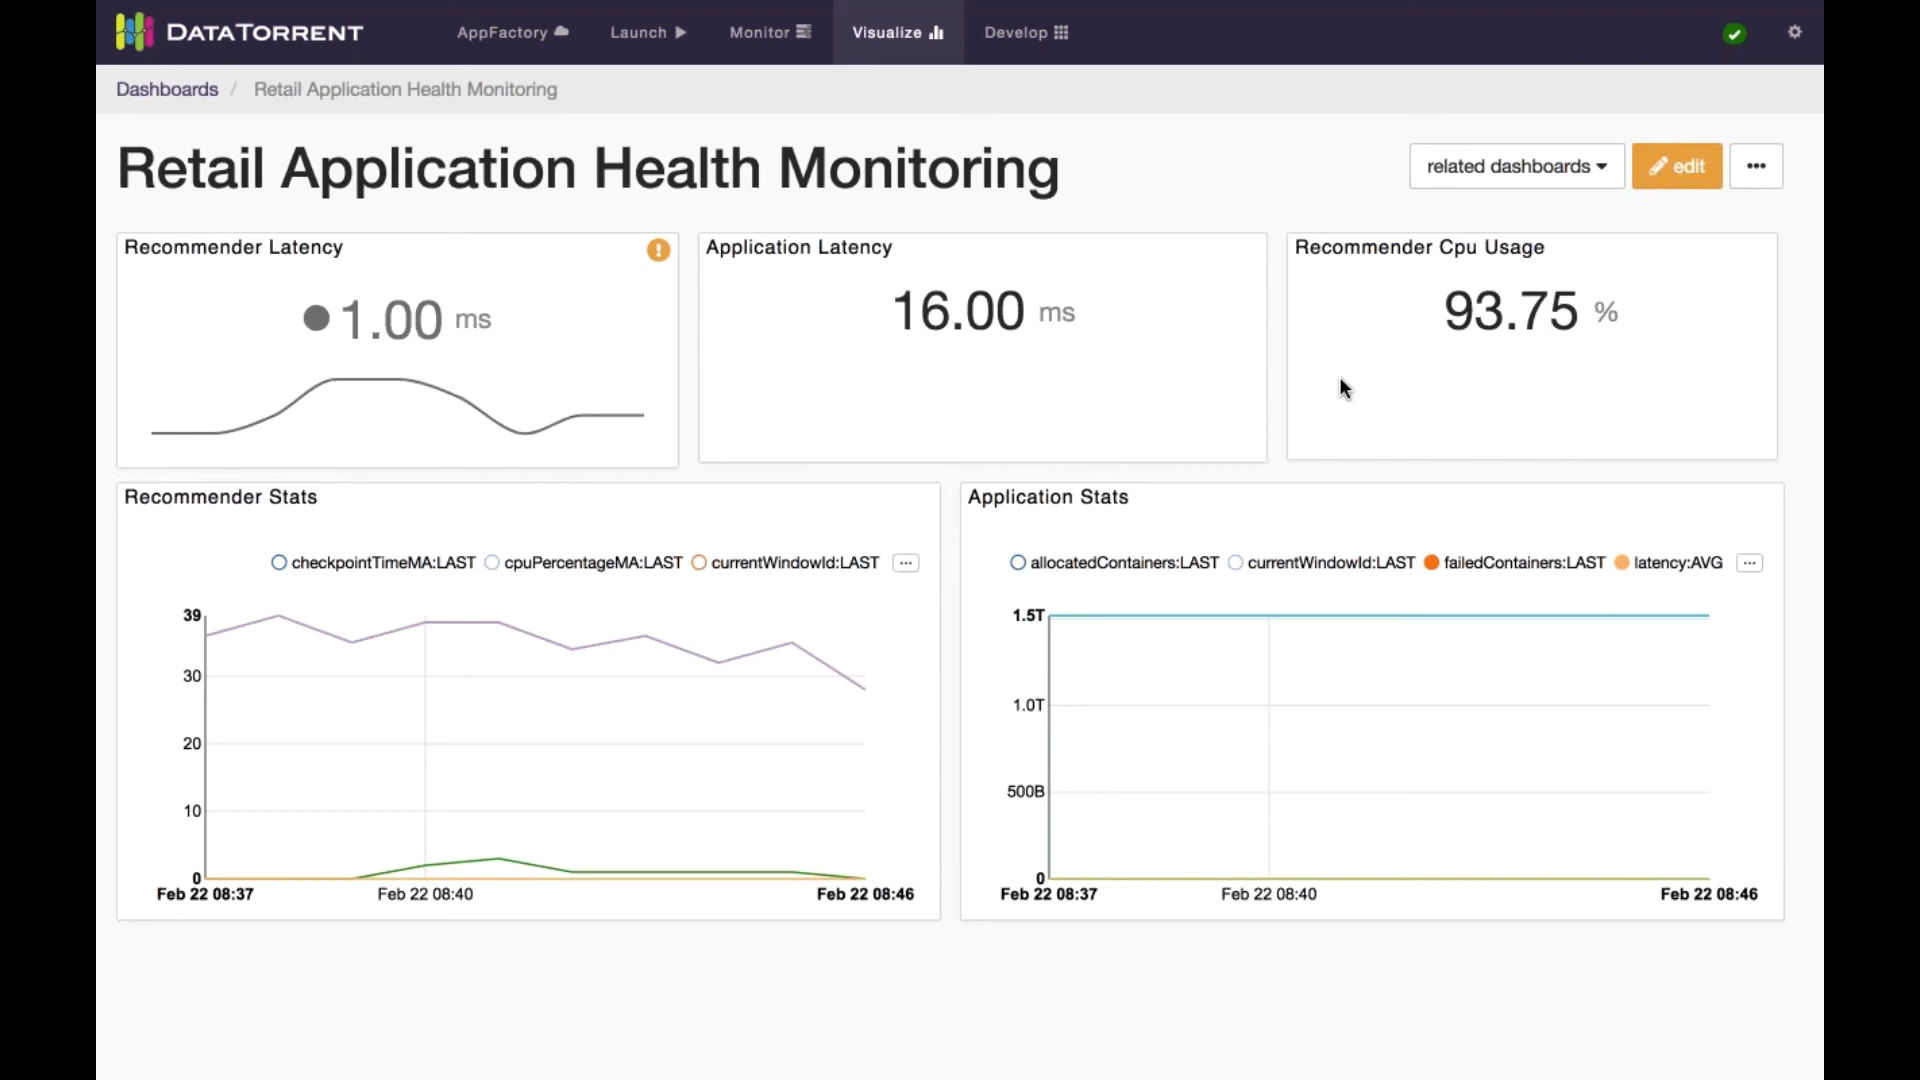 DATATORRENT
AppFactory
Launch
Monitor
Visualize
Develop
Dashboards / Retail Application Health Monitoring
Retail Application Health Monitoring
related dashboards
edit
Recommender Latency
1.00 ms
Application Latency
16.00 ms
Recommender Cpu Usage
93.75 %
Recommender Stats
checkpointTimeMA:LAST
cpuPercentageMA:LAST
currentWindowId:LAST
...
39
30
20
10
0
Feb 22 08:37
Feb 22 08:40
Feb 22 08:46
Application Stats
allocatedContainers:LAST
currentWindowId:LAST
failedContainers:LAST
latency:AVG
...
1.5T
1.0T
500B
0
Feb 22 08:37
Feb 22 08:40
Feb 22 08:46